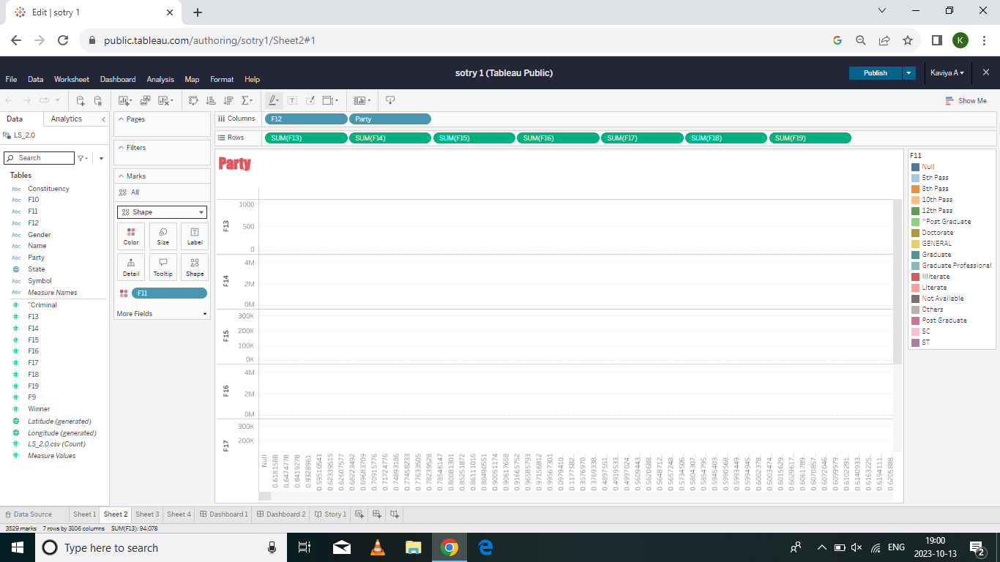 Edit | sotry 1
public.tableau.com/authoring/sotry1/Sheet2#1
K
sotry 1 (Tableau Public)
Publish
Kaviya A
File Data Worksheet Dashboard Analysis Map Format Help
Show Me
Data Analytics
LS_2.0
Search
Tables
Abc Constituency
Abc F10
Abc F11
Abc F12
Abc Gender
Abc Name
Abc Party
State
Abc Symbol
Abc Measure Names
# "Criminal
# F13
# F14
# F15
# F16
# F17
# F18
# F19
# F9
# Winner
Latitude (generated)
Longitude (generated)
# LS_2.0.csv (Count)
# Measure Values
Pages
Filters
Marks
All
Shape
Color Size Label
Detail Tooltip Shape
F11
More Fields
Columns F12 Party
Rows SUM(F13) SUM(F14) SUM(F15) SUM(F16) SUM(F17) SUM(F18) SUM(F19)
Party
F13
1000
500
0
F14
4M
2M
0M
F15
300K
200K
100K
0K
F16
4M
2M
0M
F17
300K
200K
Null
0.6181588
0.6474778
0.8419278
0.9328961
0.59510541
0.62339515
0.62607577
0.68223492
0.69683709
0.70915776
0.71724776
0.74893186
0.77458233
0.77633505
0.78239528
0.78546147
0.80081301
0.85251872
0.86111016
0.88490551
0.90051174
0.90617658
0.91665752
0.96585793
0.97156812
0.99567301
0.0979410...
0.1177582...
0.3576970...
0.3769338...
0.4897551...
0.4919533...
0.4997024...
0.5609443...
0.5620688...
0.5648712...
0.5657248...
0.5734506...
0.5804307...
0.5854795...
0.5945403...
0.5990568...
0.5993449...
0.5994945...
0.6002378...
0.6003474...
0.6015629...
0.6029617...
0.6061789...
0.6070857...
0.6072046...
0.6099979...
0.6102291...
0.6140933...
0.6163225...
0.6194111...
0.6205888...
F11
Null
5th Pass
8th Pass
10th Pass
12th Pass
"Post Graduate
Doctorate
GENERAL
Graduate
Graduate Professional
Illiterate
Literate
Not Available
Others
Post Graduate
SC
ST
Data Source Sheet 1 Sheet 2 Sheet 3 Sheet 4 Dashboard 1 Dashboard 2 Story 1
3529 marks 7 rows by 3106 columns SUM(F13): 94,078
Type here to search
ENG
19:00
2023-10-13
2